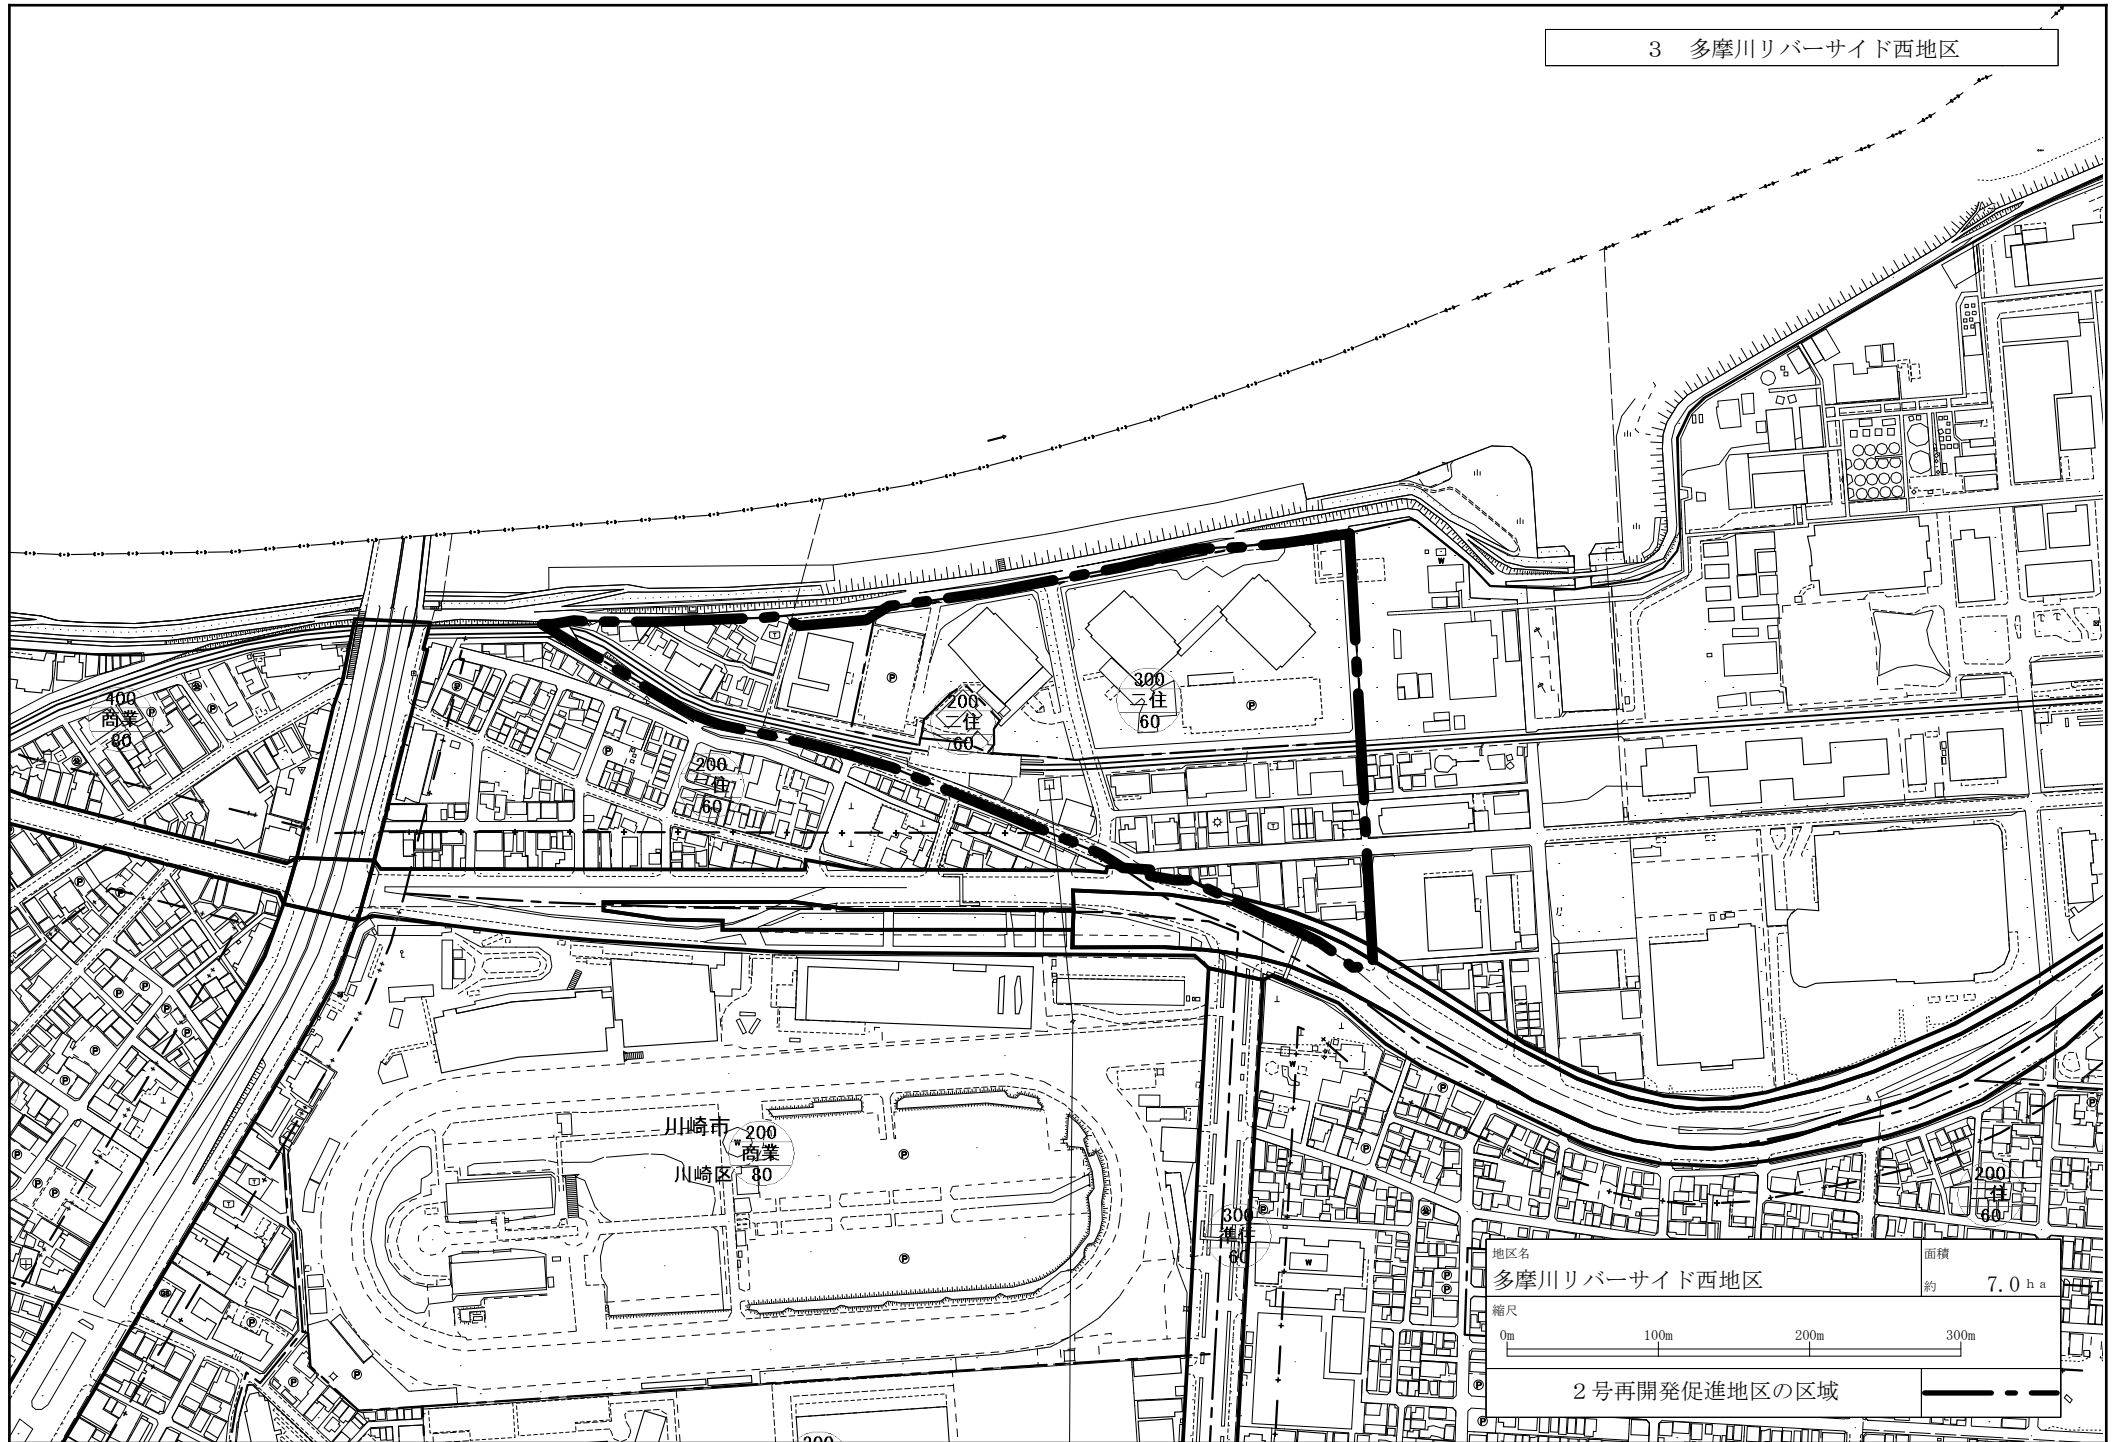 3　多摩川リバーサイド西地区
400
商業
80
200
二住
60
300
二住
60
200
一住
60
川崎市
川崎区
200
商業
80
300
準住
60
200
一住
60
地区名
多摩川リバーサイド西地区
面積
約 7.0ha
縮尺
0m 100m 200m 300m
2号再開発促進地区の区域